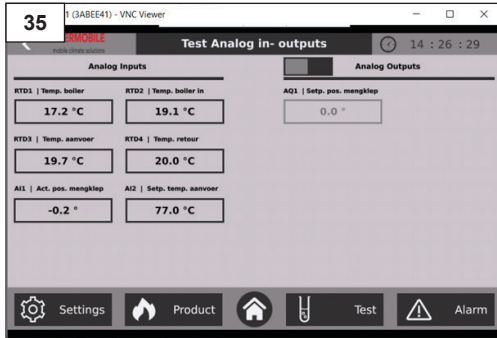 35
1 (3ABEE41) - VNC Viewer
ERMOBILE
mobile climate solutions
Test Analog in- outputs
14 : 26 : 29
Analog Inputs
Analog Outputs
RTD1 | Temp. boiler
RTD2 | Temp. boiler in
AQ1 | Setp. pos. mengklep
17.2 °C
19.1 °C
0.0 °
RTD3 | Temp. aanvoer
RTD4 | Temp. retour
19.7 °C
20.0 °C
AI1 | Act. pos. mengklep
AI2 | Setp. temp. aanvoer
-0.2 °
77.0 °C
Settings
Product
Test
Alarm